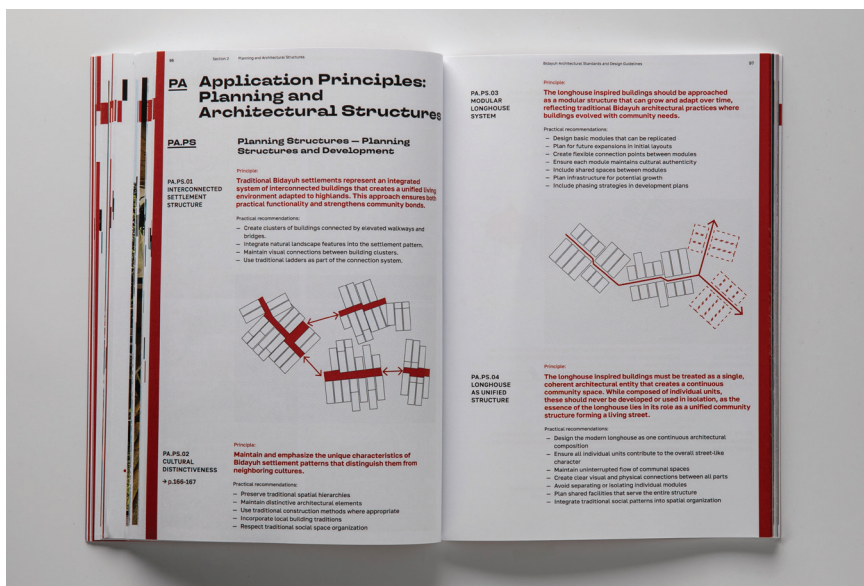 96 Section 2 Planning and Architectural Structures
PA Application Principles:
Planning and
Architectural Structures
PA.PS Planning Structures — Planning
Structures and Development
PA.PS.01
INTERCONNECTED
SETTLEMENT
STRUCTURE
Principle:
Traditional Bidayuh settlements represent an integrated
system of interconnected buildings that creates a unified living
environment adapted to highlands. This approach ensures both
practical functionality and strengthens community bonds.
Practical recommendations:
— Create clusters of buildings connected by elevated walkways and
bridges.
— Integrate natural landscape features into the settlement pattern.
— Maintain visual connections between building clusters.
— Use traditional ladders as part of the connection system.
PA.PS.02
CULTURAL
DISTINCTIVENESS
→ p.166-167
Principle:
Maintain and emphasize the unique characteristics of
Bidayuh settlement patterns that distinguish them from
neighboring cultures.
Practical recommendations:
— Preserve traditional spatial hierarchies
— Maintain distinctive architectural elements
— Use traditional construction methods where appropriate
— Incorporate local building traditions
— Respect traditional social space organization
Bidayuh Architectural Standards and Design Guidelines 97
PA.PS.03
MODULAR
LONGHOUSE
SYSTEM
Principle:
The longhouse inspired buildings should be approached
as a modular structure that can grow and adapt over time,
reflecting traditional Bidayuh architectural practices where
buildings evolved with community needs.
Practical recommendations:
— Design basic modules that can be replicated
— Plan for future expansions in initial layouts
— Create flexible connection points between modules
— Ensure each module maintains cultural authenticity
— Include shared spaces between modules
— Plan infrastructure for potential growth
— Include phasing strategies in development plans
PA.PS.04
LONGHOUSE
AS UNIFIED
STRUCTURE
Principle:
The longhouse inspired buildings must be treated as a single,
coherent architectural entity that creates a continuous
community space. While composed of individual units,
these should never be developed or used in isolation, as the
essence of the longhouse lies in its role as a unified community
structure forming a living street.
Practical recommendations:
— Design the modern longhouse as one continuous architectural
composition
— Ensure all individual units contribute to the overall street-like
character
— Maintain uninterrupted flow of communal spaces
— Create clear visual and physical connections between all parts
— Avoid separating or isolating individual modules
— Plan shared facilities that serve the entire structure
— Integrate traditional social patterns into spatial organization